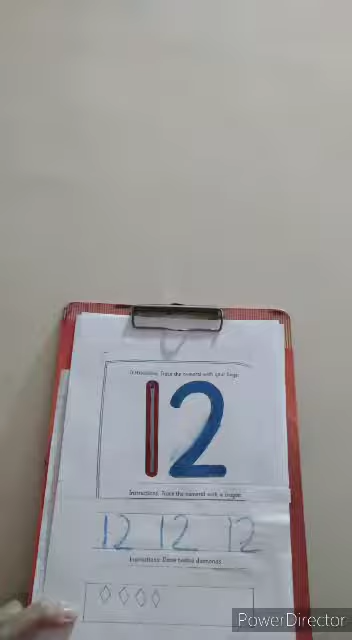 Instructions: Trace the numeral with your finger.
12
Instructions: Trace the numeral with a crayon.
12 12 12
Instructions: Draw twelve diamonds.
PowerDirector